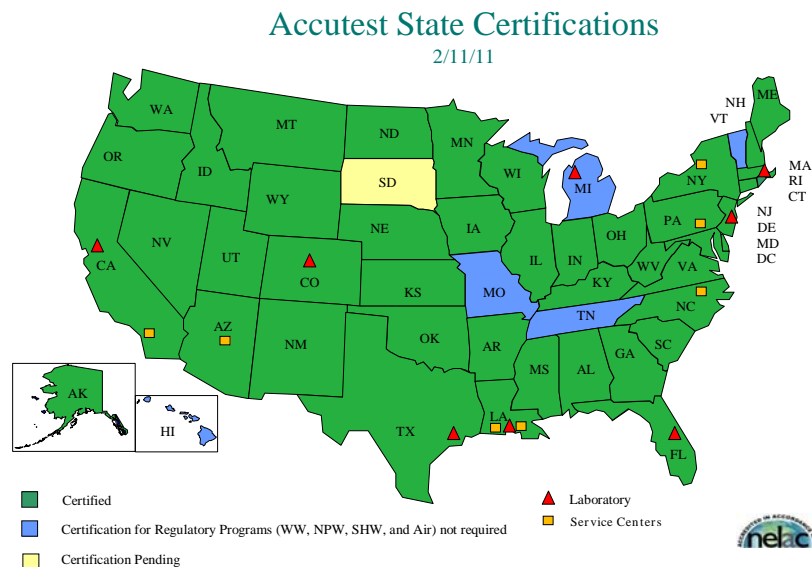 Accutest State Certifications
2/11/11
WA
MT
ND
MN
NH
VT
ME
OR
ID
WY
SD
WI
MI
NY
MA
RI
CT
NV
UT
NE
IA
PA
NJ
DE
MD
DC
CA
CO
KS
MO
IL
IN
OH
WV
VA
KY
AZ
NM
OK
AR
TN
NC
SC
MS
AL
GA
AK
HI
TX
LA
FL
Certified
Certification for Regulatory Programs (WW, NPW, SHW, and Air) not required
Certification Pending
Laboratory
Service Centers
ACCREDITED IN ACCORDANCE
nelac